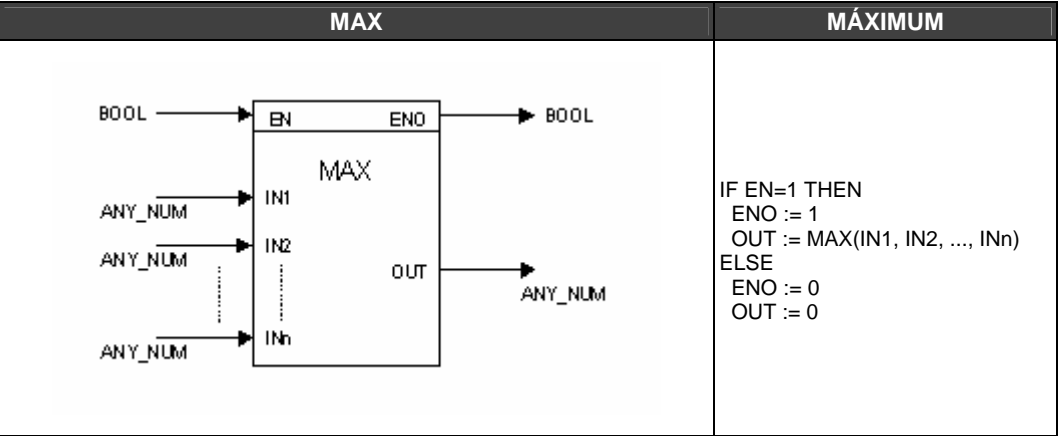 MAX
MÁXIMUM
BOOL
EN
ENO
BOOL
MAX
IN1
ANY_NUM
IN2
ANY_NUM
OUT
ANY_NUM
INn
ANY_NUM
IF EN=1 THEN
ENO := 1
OUT := MAX(IN1, IN2, ..., INn)
ELSE
ENO := 0
OUT := 0